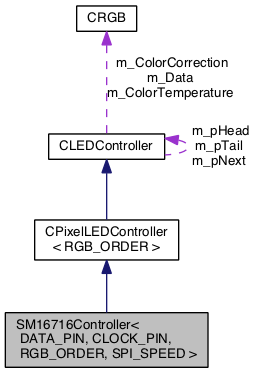 CRGB
m_ColorCorrection
m_Data
m_ColorTemperature
m_pHead
m_pTail
m_pNext
CLEDController
CPixelLEDController
< RGB_ORDER >
SM16716Controller<
DATA_PIN, CLOCK_PIN,
RGB_ORDER, SPI_SPEED >